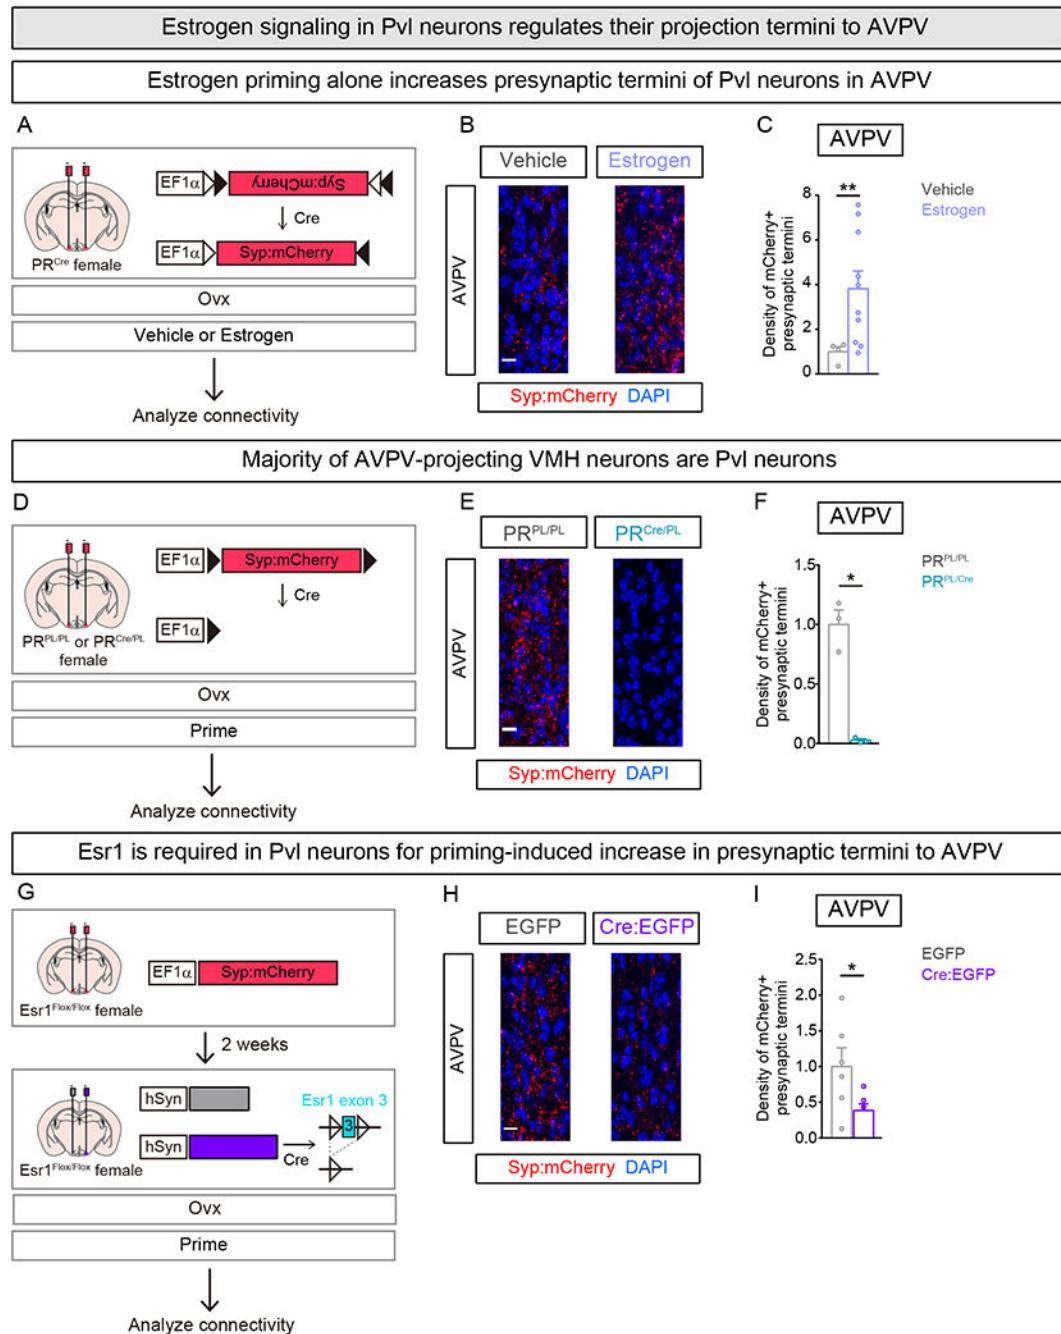 Estrogen signaling in Pvl neurons regulates their projection termini to AVPV
Estrogen priming alone increases presynaptic termini of Pvl neurons in AVPV
A
EF1α
Syp:mCherry
Cre
EF1α
Syp:mCherry
PRCre female
Ovx
Vehicle or Estrogen
Analyze connectivity
B
Vehicle
Estrogen
AVPV
Syp:mCherry DAPI
C
AVPV
Density of mCherry+
presynaptic termini
8
6
4
2
0
**
Vehicle
Estrogen
Majority of AVPV-projecting VMH neurons are Pvl neurons
D
EF1α
Syp:mCherry
Cre
EF1α
PRPL/PL or PRCre/PL
female
Ovx
Prime
Analyze connectivity
E
PRPL/PL
PRCre/PL
AVPV
Syp:mCherry DAPI
F
AVPV
Density of mCherry+
presynaptic termini
1.5
1.0
0.5
0.0
*
PRPL/PL
PRPL/Cre
Esr1 is required in Pvl neurons for priming-induced increase in presynaptic termini to AVPV
G
EF1α
Syp:mCherry
Esr1Flox/Flox female
2 weeks
hSyn
hSyn
Cre
Esr1 exon 3
3
Esr1Flox/Flox female
Ovx
Prime
Analyze connectivity
H
EGFP
Cre:EGFP
AVPV
Syp:mCherry DAPI
I
AVPV
Density of mCherry+
presynaptic termini
2.5
2.0
1.5
1.0
0.5
0.0
*
EGFP
Cre:EGFP